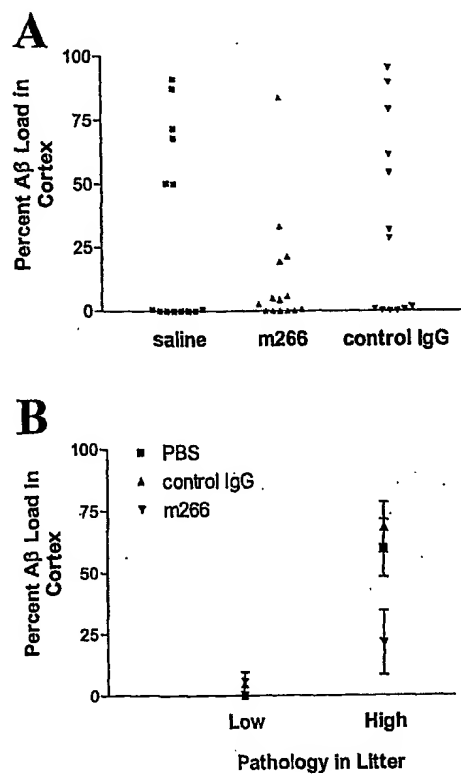 A
Percent Aβ Load in
Cortex
100
75
50
25
0
saline m266 control IgG
B
PBS
control IgG
m266
Percent Aβ Load in
Cortex
100
75
50
25
0
Low High
Pathology in Litter